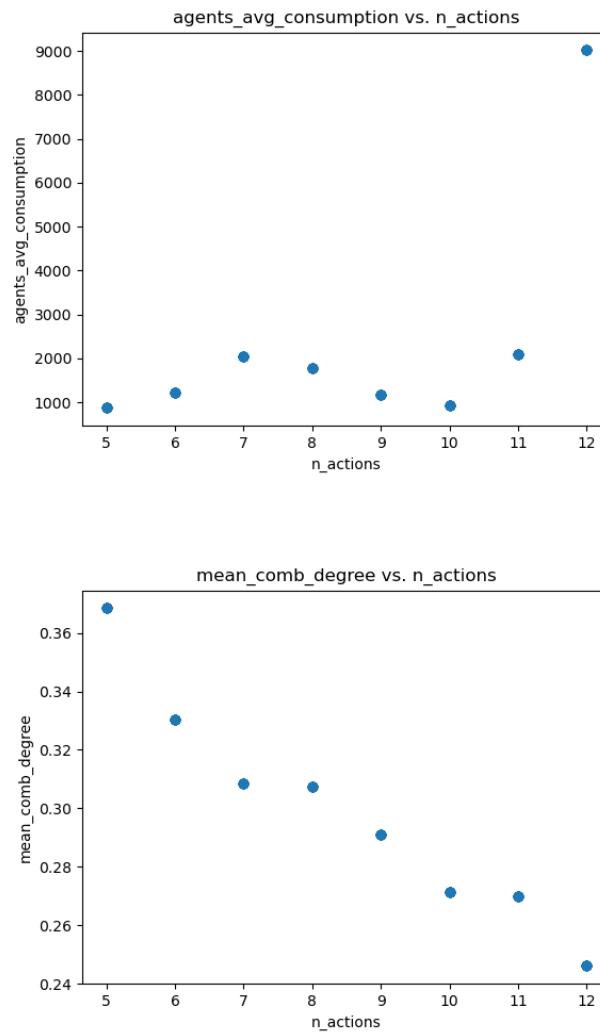 agents_avg_consumption vs. n_actions
9000
8000
7000
6000
5000
4000
3000
2000
1000
agents_avg_consumption
5 6 7 8 9 10 11 12
n_actions
mean_comb_degree vs. n_actions
0.36
0.34
0.32
0.30
0.28
0.26
0.24
mean_comb_degree
5 6 7 8 9 10 11 12
n_actions